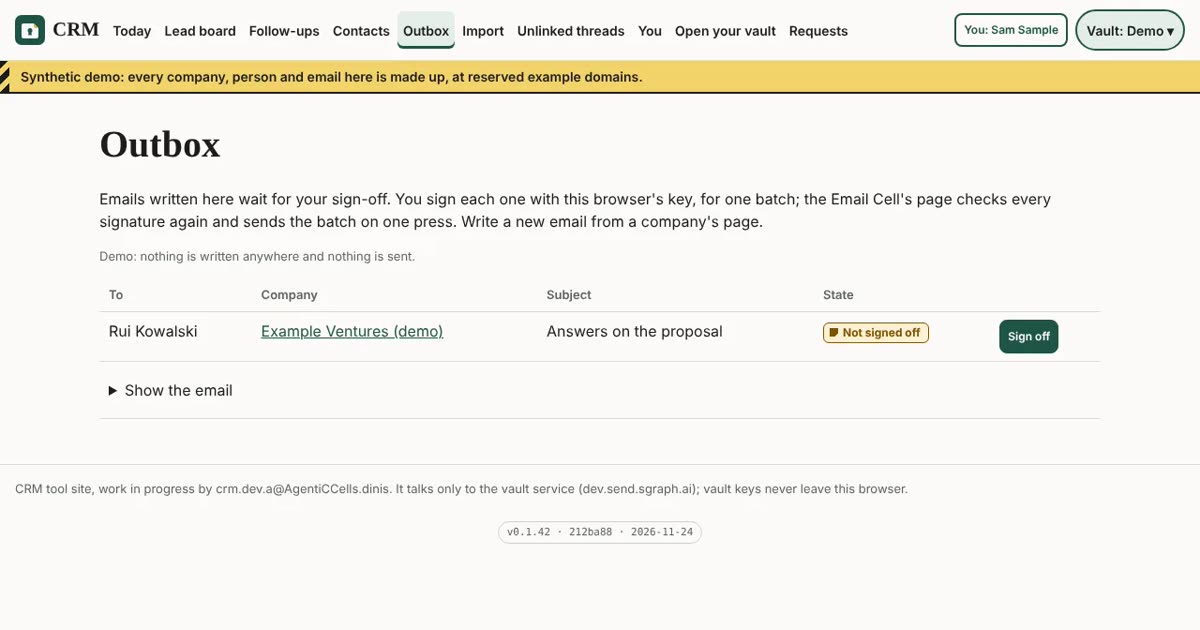 CRM Today Lead board Follow-ups Contacts Outbox Import Unlinked threads You Open your vault Requests You: Sam Sample Vault: Demo ▾
Synthetic demo: every company, person and email here is made up, at reserved example domains.
Outbox
Emails written here wait for your sign-off. You sign each one with this browser's key, for one batch; the Email Cell's page checks every
signature again and sends the batch on one press. Write a new email from a company's page.
Demo: nothing is written anywhere and nothing is sent.
To Company Subject State
Rui Kowalski Example Ventures (demo) Answers on the proposal Not signed off Sign off
▶ Show the email
CRM tool site, work in progress by crm.dev.a@AgentiCCells.dinis. It talks only to the vault service (dev.send.sgraph.ai); vault keys never leave this browser.
v0.1.42 · 212ba88 · 2026-11-24